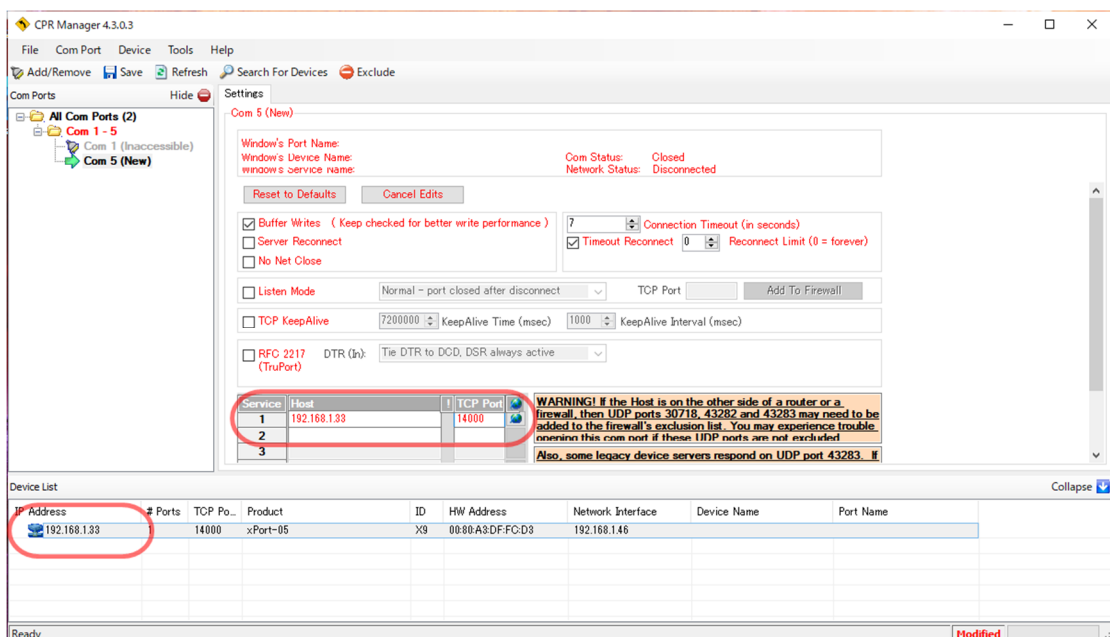 CPR Manager 4.3.0.3
File Com Port Device Tools Help
Add/Remove Save Refresh Search For Devices Exclude
Com Ports Hide
Settings
All Com Ports (2)
Com 1 - 5
Com 1 (Inaccessible)
Com 5 (New)
Com 5 (New)
Window's Port Name:
Window's Device Name: Com Status: Closed
Window's Service Name: Network Status: Disconnected
Reset to Defaults Cancel Edits
Buffer Writes ( Keep checked for better write performance )
Server Reconnect
No Net Close
7 Connection Timeout (in seconds)
Timeout Reconnect 0 Reconnect Limit (0 = forever)
Listen Mode Normal - port closed after disconnect TCP Port Add To Firewall
TCP KeepAlive 7200000 KeepAlive Time (msec) 1000 KeepAlive Interval (msec)
RFC 2217 DTR (In): Tie DTR to DCD, DSR always active
(TruPort)
Service Host ! TCP Port
1 192.168.1.33 14000
2
3
WARNING! If the Host is on the other side of a router or a
firewall, then UDP ports 30718, 43282 and 43283 may need to be
added to the firewall's exclusion list. You may experience trouble
opening this com port if these UDP ports are not excluded
Also, some legacy device servers respond on UDP port 43283. If
Device List Collapse
IP Address # Ports TCP Po... Product ID HW Address Network Interface Device Name Port Name
192.168.1.33 1 14000 xPort-05 X9 00:80:A3:DF:FC:D3 192.168.1.46
Ready Modified